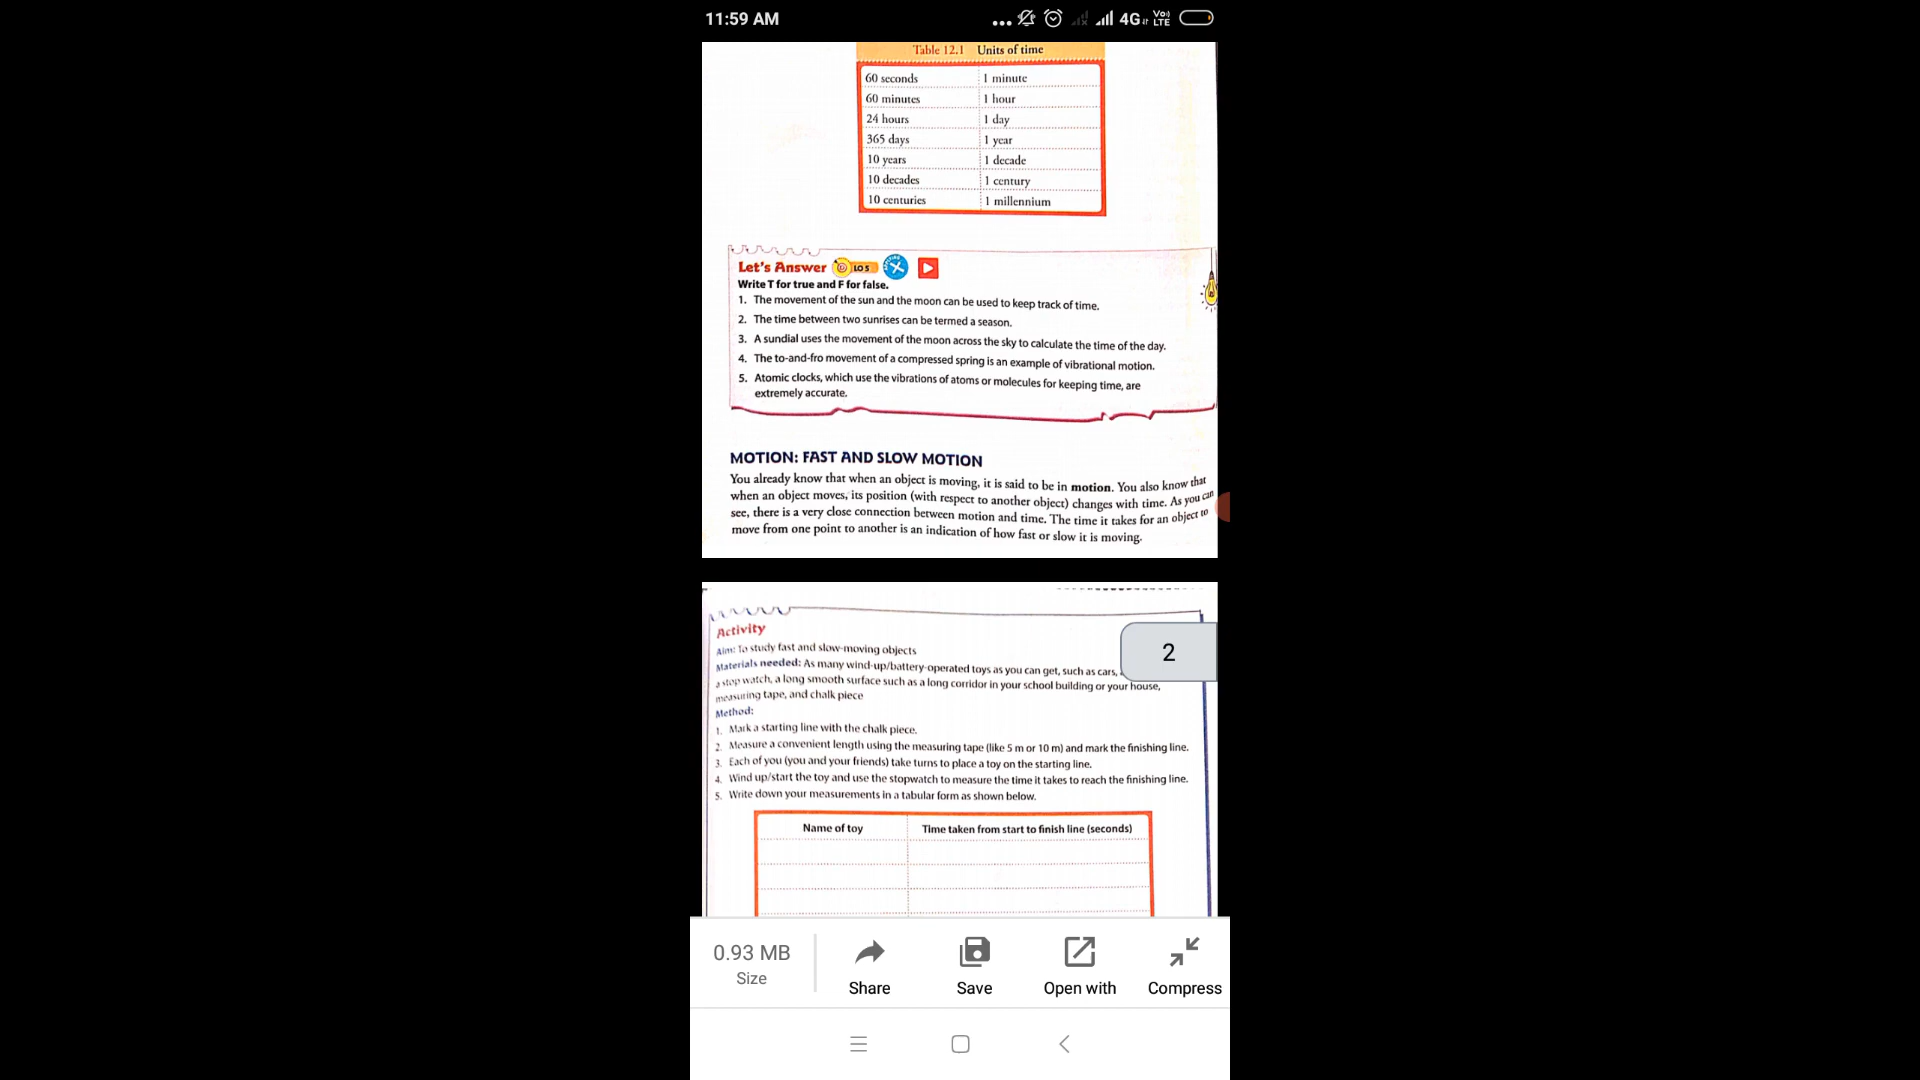 11:59 AM
4G Vo) LTE
Table 12.1 Units of time
60 seconds 1 minute
60 minutes 1 hour
24 hours 1 day
365 days 1 year
10 years 1 decade
10 decades 1 century
10 centuries 1 millennium
Let's Answer LO 5
Write T for true and F for false.
1. The movement of the sun and the moon can be used to keep track of time.
2. The time between two sunrises can be termed a season.
3. A sundial uses the movement of the moon across the sky to calculate the time of the day.
4. The to-and-fro movement of a compressed spring is an example of vibrational motion.
5. Atomic clocks, which use the vibrations of atoms or molecules for keeping time, are
extremely accurate.
MOTION: FAST AND SLOW MOTION
You already know that when an object is moving, it is said to be in motion. You also know that
when an object moves, its position (with respect to another object) changes with time. As you can
see, there is a very close connection between motion and time. The time it takes for an object to
move from one point to another is an indication of how fast or slow it is moving.
Activity
Aim: To study fast and slow-moving objects
2
Materials needed: As many wind-up/battery-operated toys as you can get, such as cars,
a stop watch, a long smooth surface such as a long corridor in your school building or your house,
measuring tape, and chalk piece
Method:
1. Mark a starting line with the chalk piece.
2. Measure a convenient length using the measuring tape (like 5 m or 10 m) and mark the finishing line.
3. Each of you (you and your friends) take turns to place a toy on the starting line.
4. Wind up/start the toy and use the stopwatch to measure the time it takes to reach the finishing line.
5. Write down your measurements in a tabular form as shown below.
Name of toy Time taken from start to finish line (seconds)
0.93 MB
Size
Share
Save
Open with
Compress